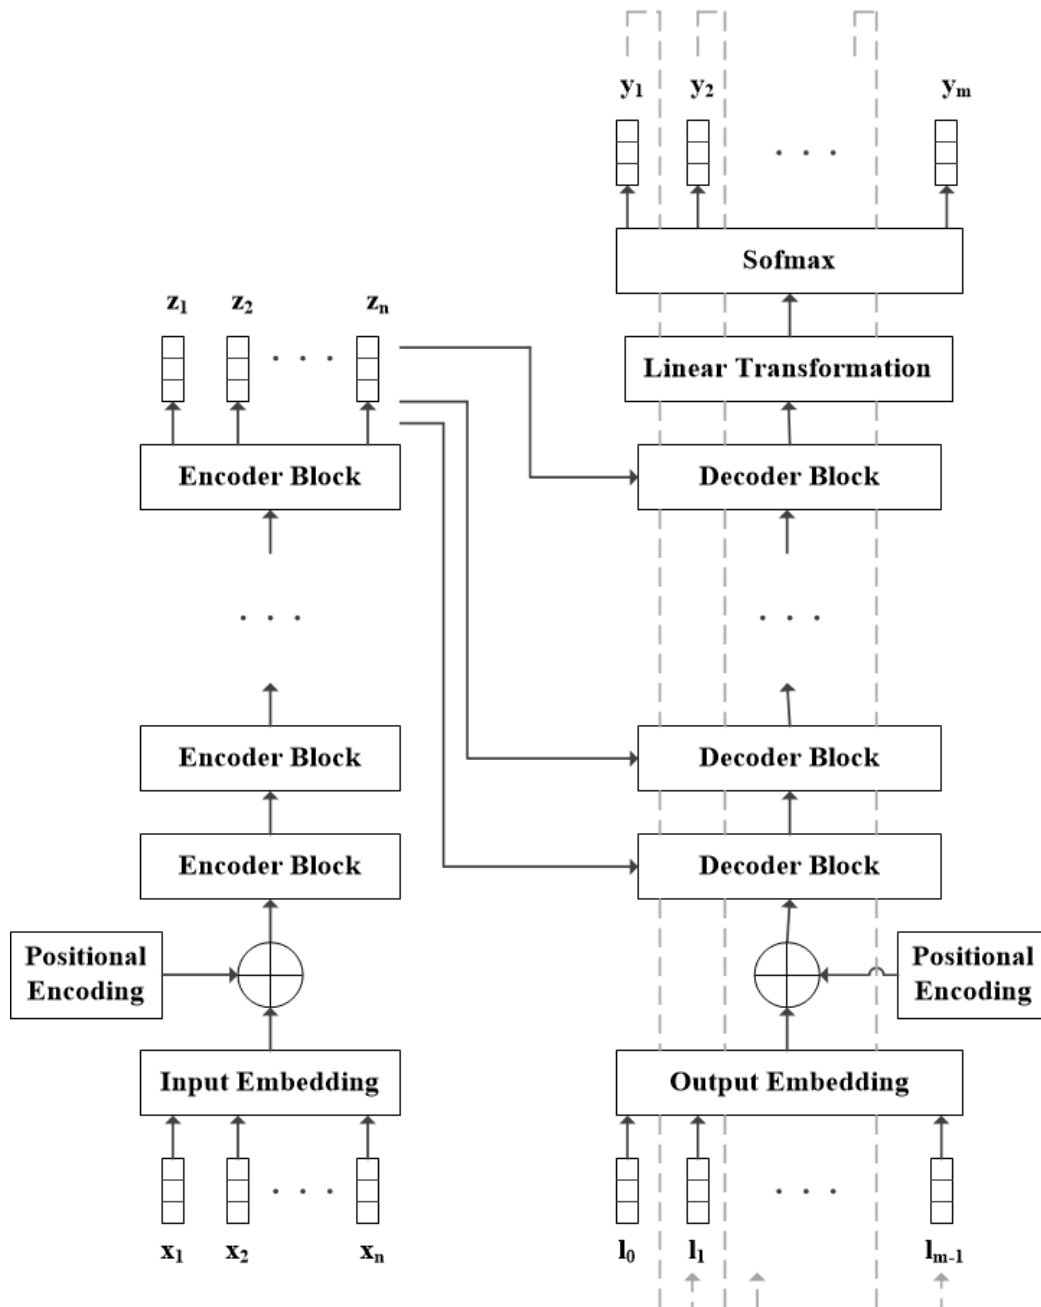 y1 y2 ym
Sofmax
z1 z2 zn
Linear Transformation
Encoder Block
Decoder Block
Encoder Block
Decoder Block
Encoder Block
Decoder Block
Positional
Encoding
Positional
Encoding
Input Embedding
Output Embedding
x1 x2 xn
l0 l1 lm-1